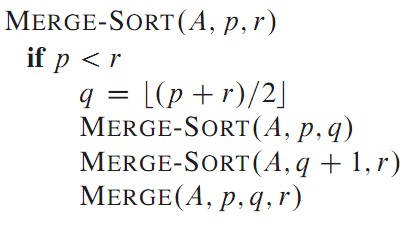 MERGE-SORT(A, p, r)
if p < r
q = ⌊(p + r)/2⌋
MERGE-SORT(A, p, q)
MERGE-SORT(A, q + 1, r)
MERGE(A, p, q, r)